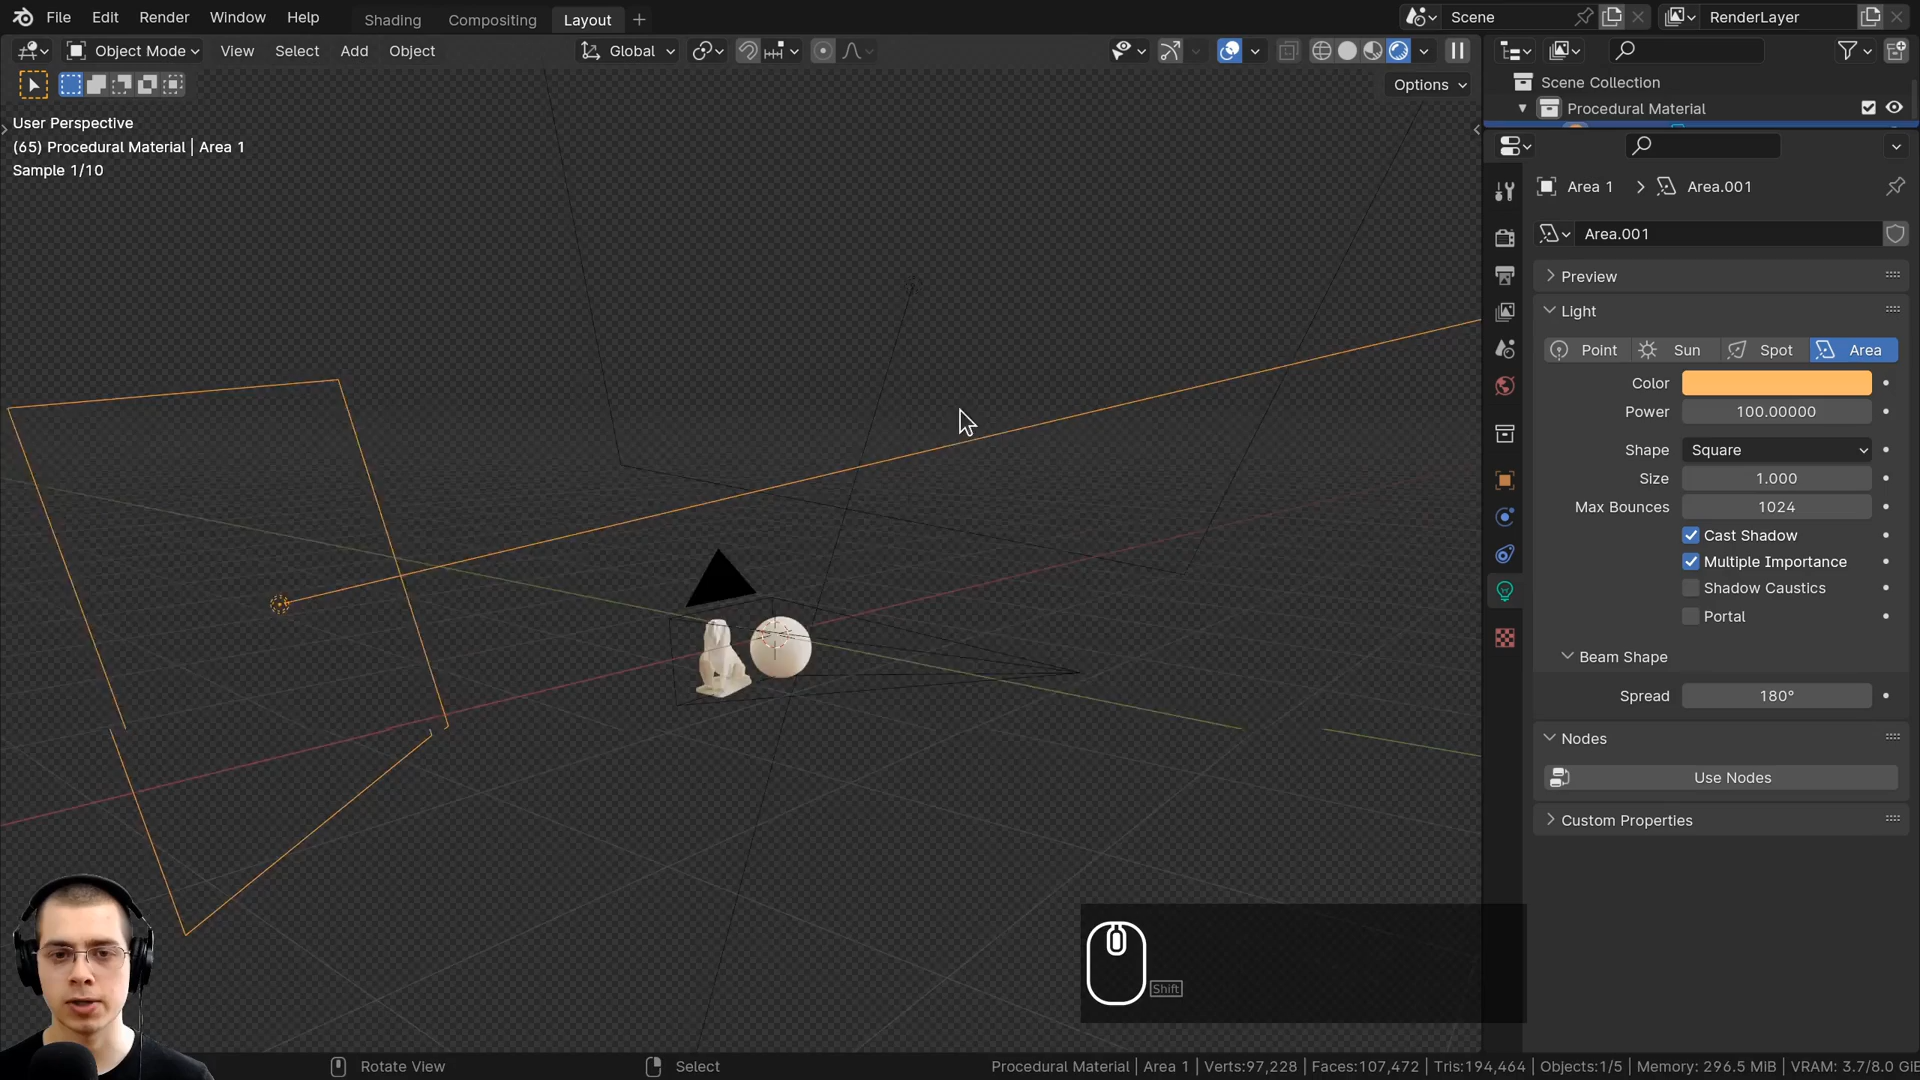 File Edit Render Window Help Shading Compositing Layout + Scene RenderLayer
Object Mode View Select Add Object Global
Options
User Perspective
(65) Procedural Material | Area 1
Sample 1/10
Scene Collection
Procedural Material
Area 1 > Area.001
Area.001
Preview
Light
Point Sun Spot Area
Color
Power 100.00000
Shape Square
Size 1.000
Max Bounces 1024
Cast Shadow
Multiple Importance
Shadow Caustics
Portal
Beam Shape
Spread 180°
Nodes
Use Nodes
Custom Properties
Shift
Rotate View Select Procedural Material | Area 1 | Verts:97,228 | Faces:107,472 | Tris:194,464 | Objects:1/5 | Memory: 296.5 MiB | VRAM: 3.7/8.0 GiB